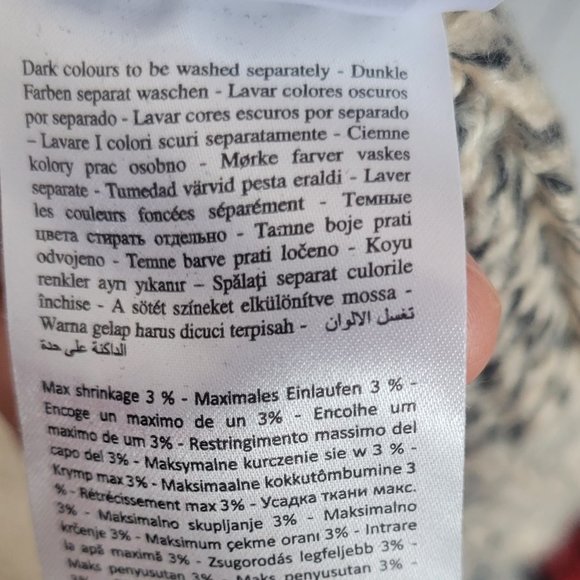 Dark colours to be washed separately - Dunkle
Farben separat waschen - Lavar colores oscuros
por separado - Lavar cores escuros por separado
– Lavare I colori scuri separatamente - Ciemne
kolory prac osobno - Mørke farver vaskes
separate - Tumedad värvid pesta eraldi - Laver
les couleurs foncées séparément - Темные
цвета стирать отдельно - Tamne boje prati
odvojeno - Temne barve prati ločeno - Koyu
renkler ayrı yıkanır – Spălați separat culorile
închise - A sötét színeket elkülönítve mossa -
Warna gelap harus dicuci terpisah - تغسل الالوان
الداكنة على حدة
Max shrinkage 3 % - Maximales Einlaufen 3 % -
Encoge un maximo de un 3% - Encolhe um
maximo de um 3% - Restringimento massimo del
capo del 3% - Maksymalne kurczenie sie w 3 % -
Krymp max 3% - Maksimaalne kokkutõmbumine 3
% - Rétrécissement max 3% - Усадка ткани макс.
3% - Maksimalno skupljanje 3% - Maksimalno
krčenje 3% - Maksimum çekme oranı 3% - Intrare
la apă maximă 3% - Zsugorodás legfeljebb 3% -
Maks penyusutan 3% - Maks penyusutan 3% -